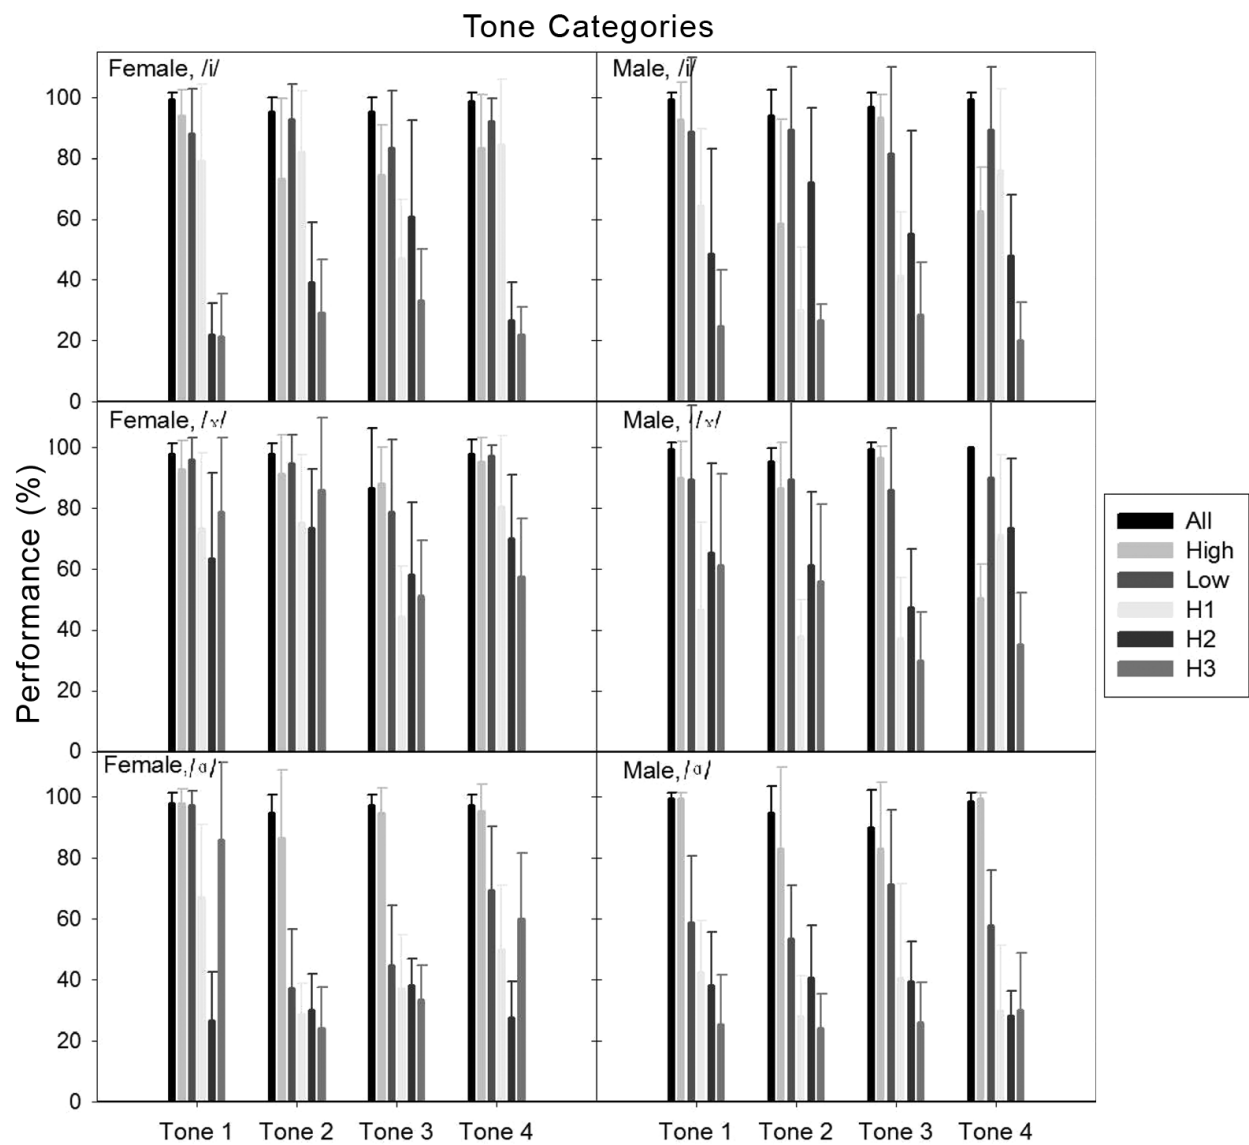 Tone Categories
Female, /i/
Male, /i/
100
80
60
40
20
0
Female, /ɤ/
Male, /ɤ/
100
80
60
40
20
0
Female, /ɑ/
Male, /ɑ/
100
80
60
40
20
0
Tone 1 Tone 2 Tone 3 Tone 4 Tone 1 Tone 2 Tone 3 Tone 4
Performance (%)
All
High
Low
H1
H2
H3